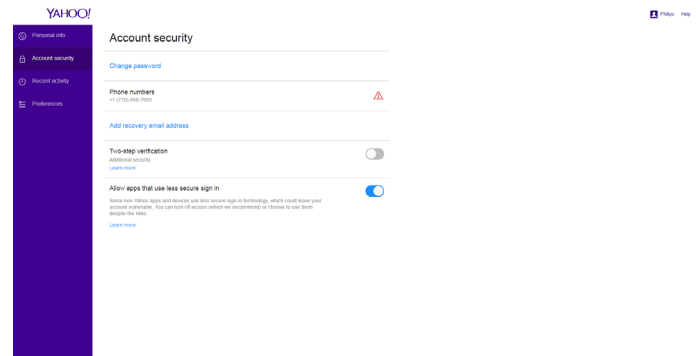 YAHOO!
Philips Help
Personal info
Account security
Recent activity
Preferences
Account security
Change password
Phone numbers
+1 (770)
Add recovery email address
Two-step verification
Additional security.
Learn more
Allow apps that use less secure sign in
Some non-Yahoo apps and devices use less secure sign-in technology, which could leave your
account vulnerable. You can turn off access (which we recommend) or choose to use them
despite the risks.
Learn more